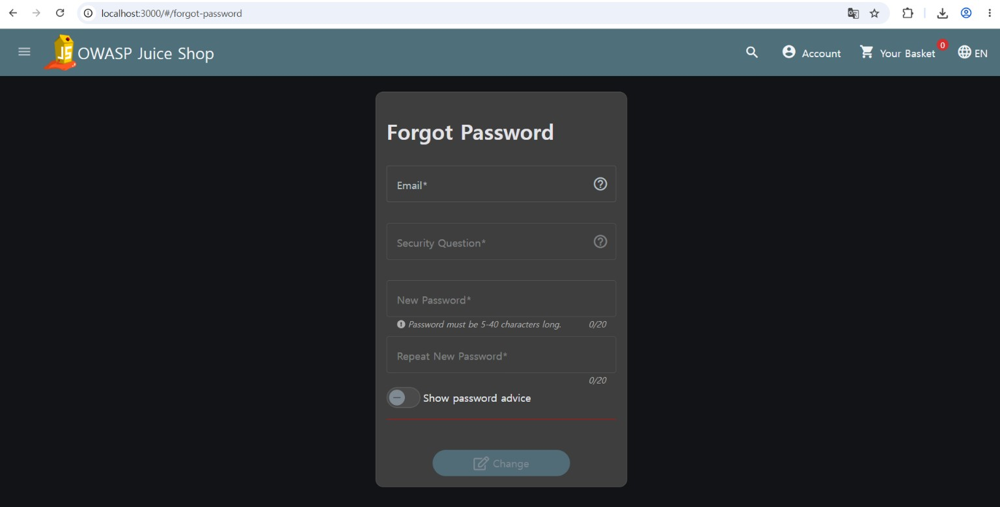 localhost:3000/#/forgot-password
OWASP Juice Shop
Account
Your Basket
0
EN
Forgot Password
Email*
Security Question*
New Password*
Password must be 5-40 characters long. 0/20
Repeat New Password*
0/20
Show password advice
Change